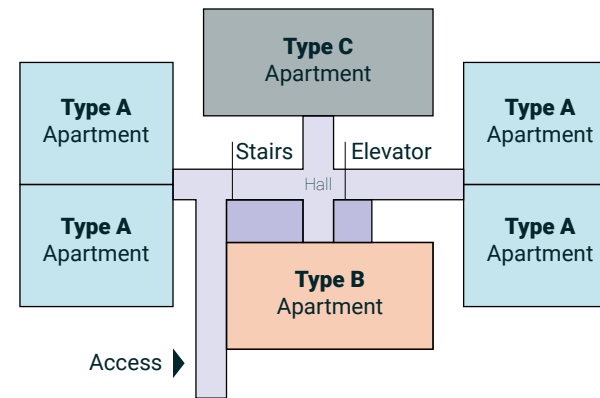 Type C
Apartment
Type A
Apartment
Type A
Apartment
Stairs
Elevator
Hall
Type A
Apartment
Type A
Apartment
Type B
Apartment
Access